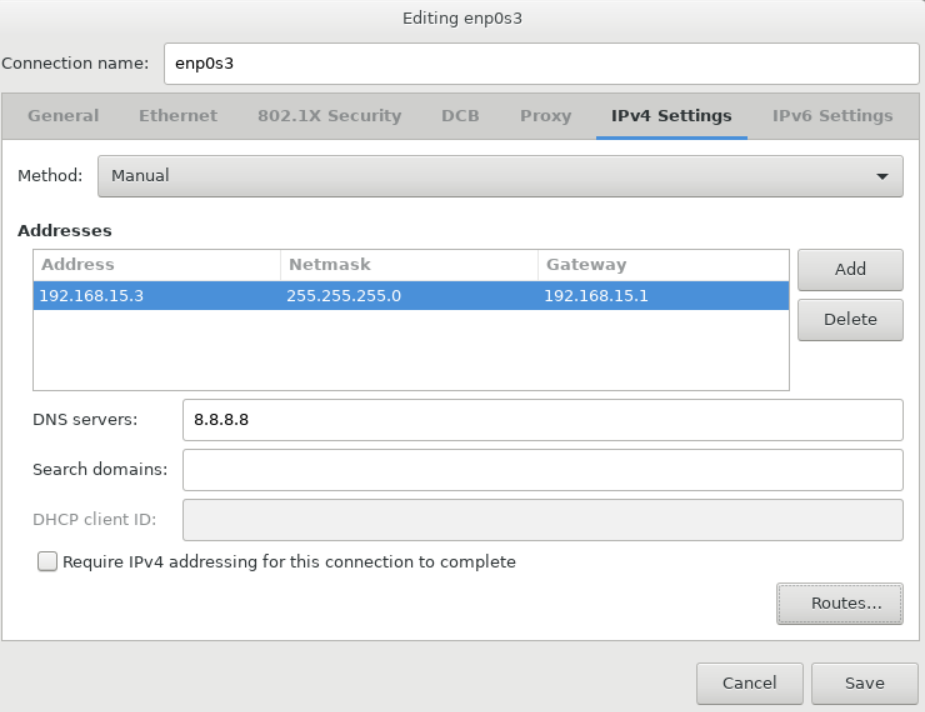 Editing enp0s3
Connection name: enp0s3
General Ethernet 802.1X Security DCB Proxy IPv4 Settings IPv6 Settings
Method: Manual
Addresses
Address Netmask Gateway
192.168.15.3 255.255.255.0 192.168.15.1
Add
Delete
DNS servers: 8.8.8.8
Search domains:
DHCP client ID:
Require IPv4 addressing for this connection to complete
Routes...
Cancel Save